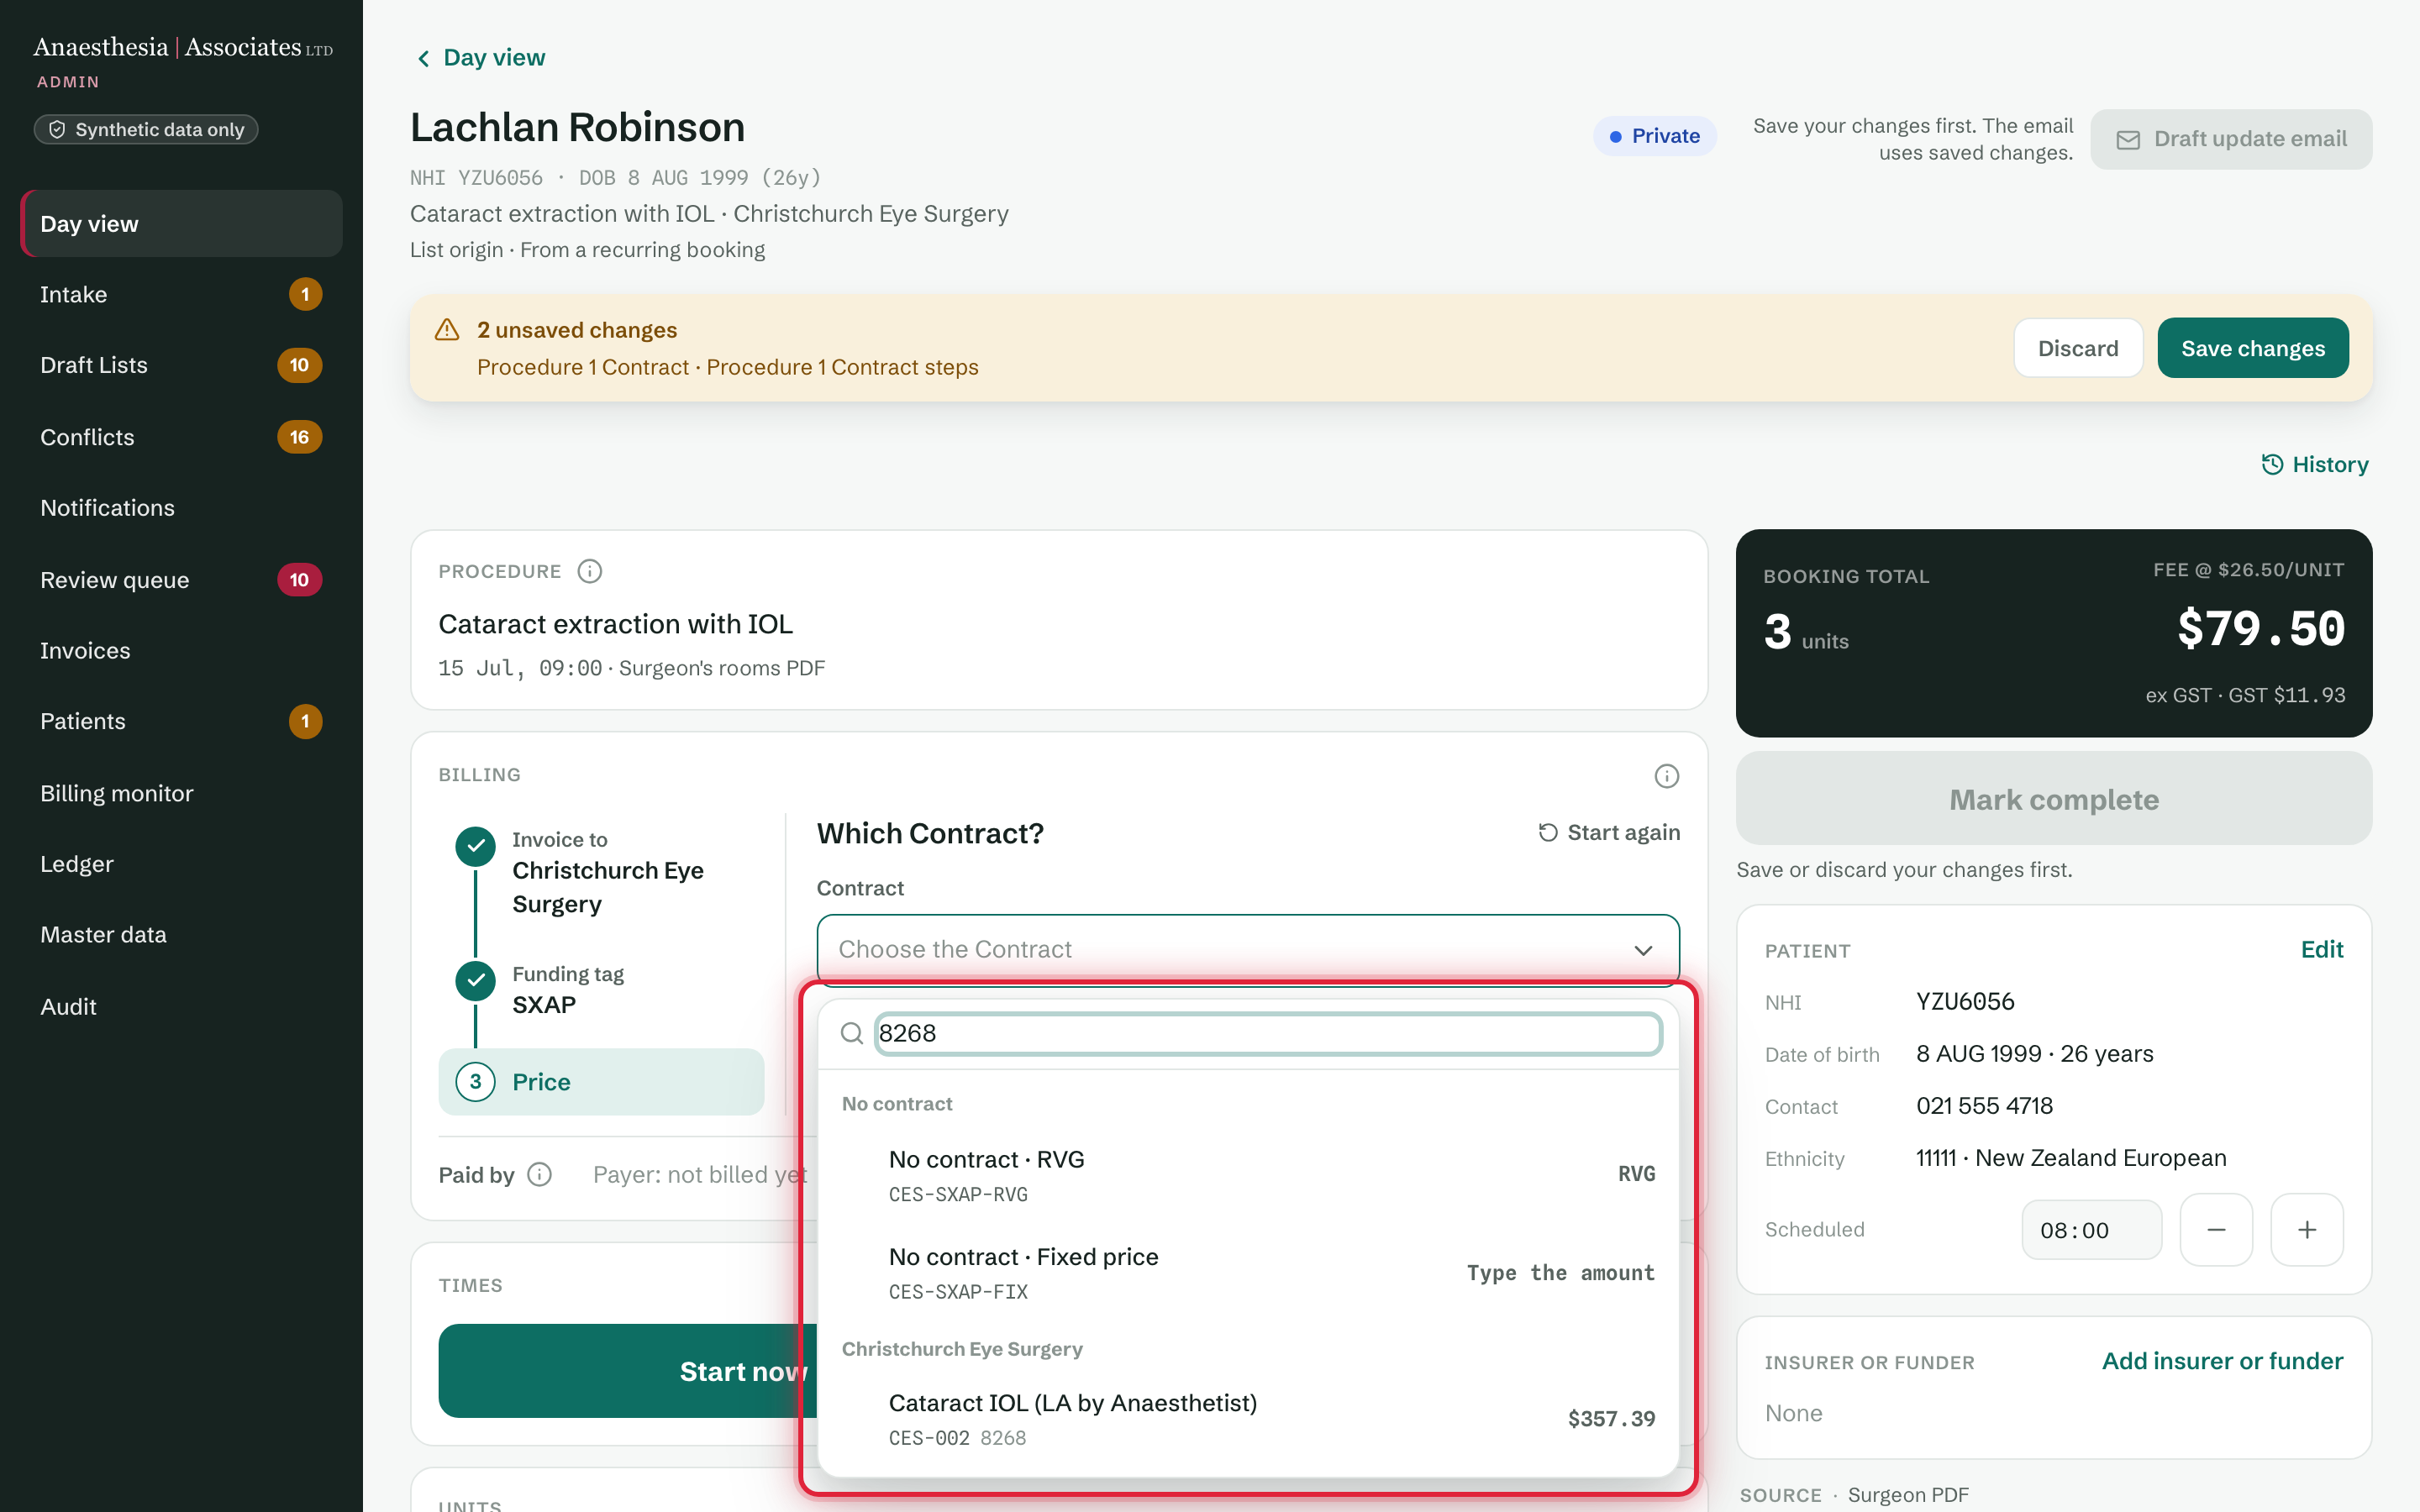 Anaesthesia | Associates LTD
ADMIN
Synthetic data only
Day view
Intake 1
Draft Lists 10
Conflicts 16
Notifications
Review queue 10
Invoices
Patients 1
Billing monitor
Ledger
Master data
Audit
Day view
Lachlan Robinson
NHI YZU6056 · DOB 8 AUG 1999 (26y)
Cataract extraction with IOL · Christchurch Eye Surgery
List origin · From a recurring booking
Private
Save your changes first. The email
uses saved changes.
Draft update email
2 unsaved changes
Procedure 1 Contract · Procedure 1 Contract steps
Discard
Save changes
History
PROCEDURE
Cataract extraction with IOL
15 Jul, 09:00 · Surgeon's rooms PDF
BILLING
Invoice to
Christchurch Eye
Surgery
Funding tag
SXAP
3 Price
Which Contract?
Start again
Contract
Choose the Contract
8268
No contract
No contract · RVG
CES-SXAP-RVG
RVG
No contract · Fixed price
CES-SXAP-FIX
Type the amount
Christchurch Eye Surgery
Cataract IOL (LA by Anaesthetist)
CES-002 8268
$357.39
Paid by
Payer: not billed yet
TIMES
Start now
UNITS
BOOKING TOTAL
3 units
FEE @ $26.50/UNIT
$79.50
ex GST · GST $11.93
Mark complete
Save or discard your changes first.
PATIENT
Edit
NHI YZU6056
Date of birth 8 AUG 1999 · 26 years
Contact 021 555 4718
Ethnicity 11111 · New Zealand European
Scheduled 08:00 − +
INSURER OR FUNDER
Add insurer or funder
None
SOURCE · Surgeon PDF